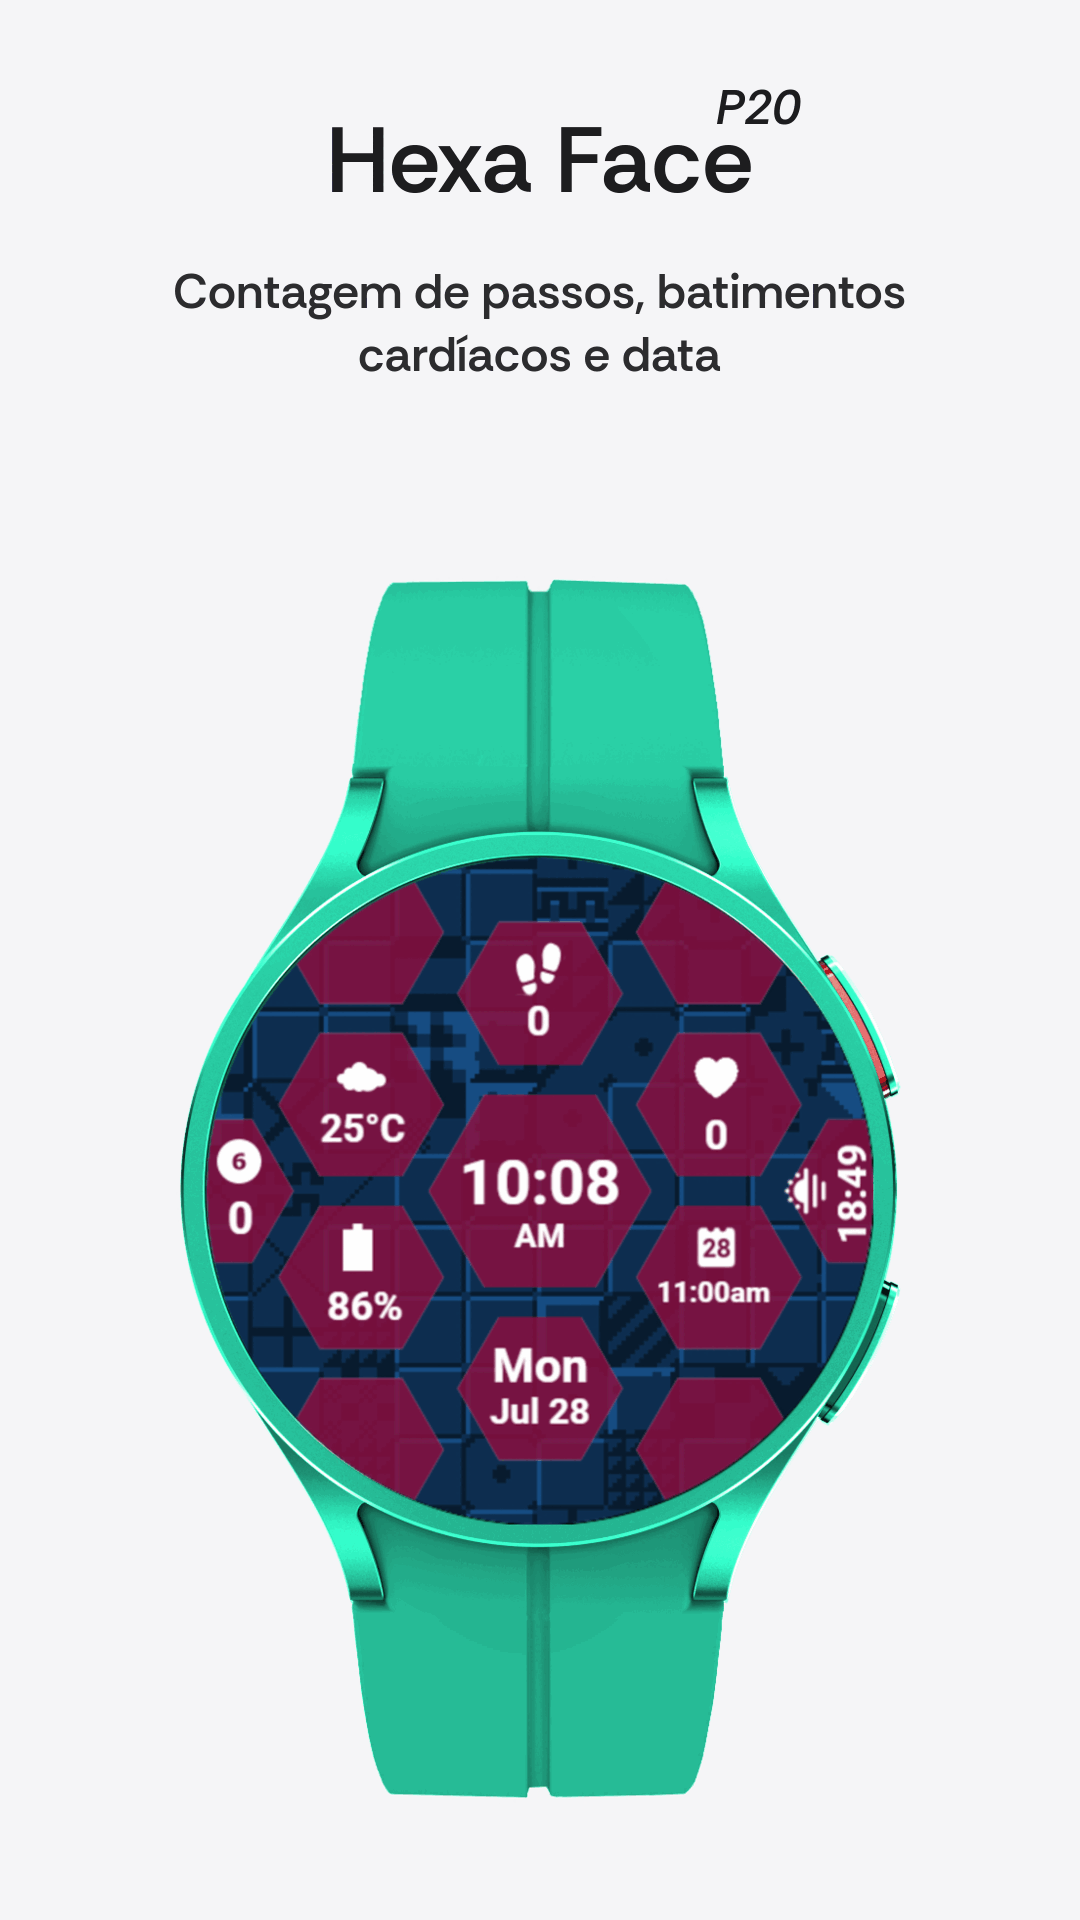 P20
Hexa Face
Contagem de passos, batimentos
cardíacos e data
0
25°C
0
6
0
10:08
AM
18:49
86%
28
11:00am
Mon
Jul 28